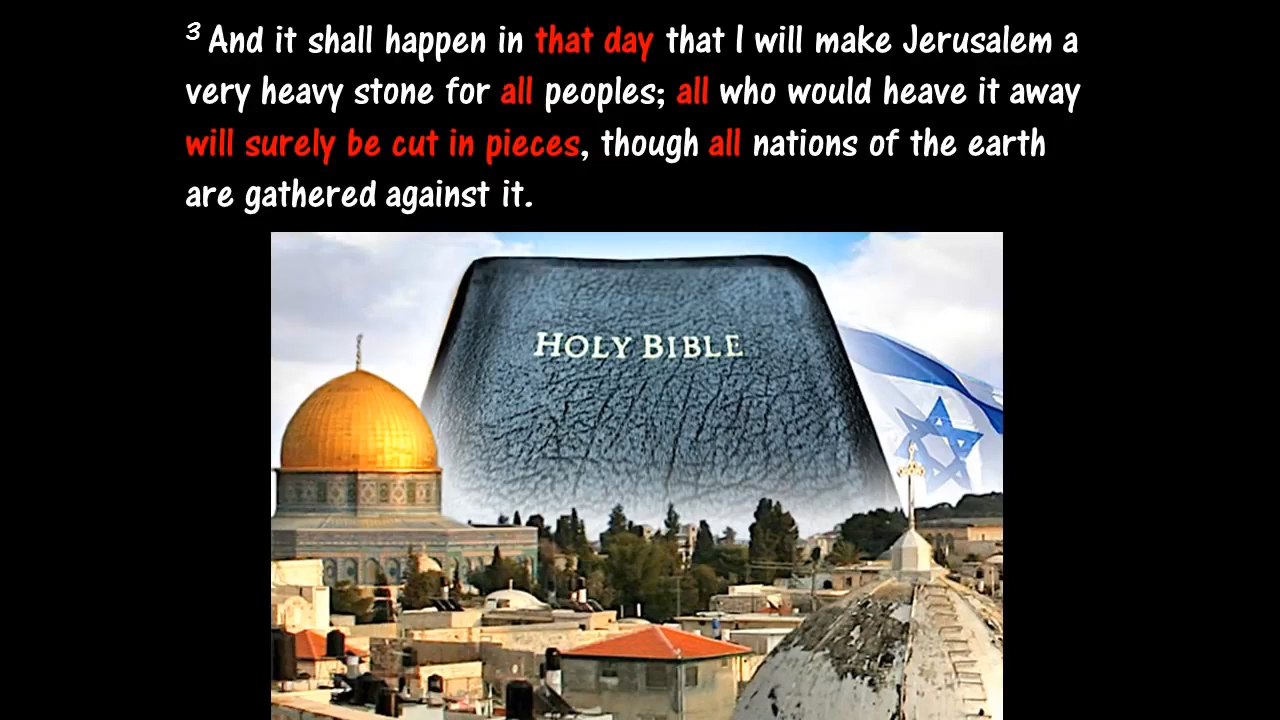 ³ And it shall happen in that day that I will make Jerusalem a
very heavy stone for all peoples; all who would heave it away
will surely be cut in pieces, though all nations of the earth
are gathered against it.
HOLY BIBLE